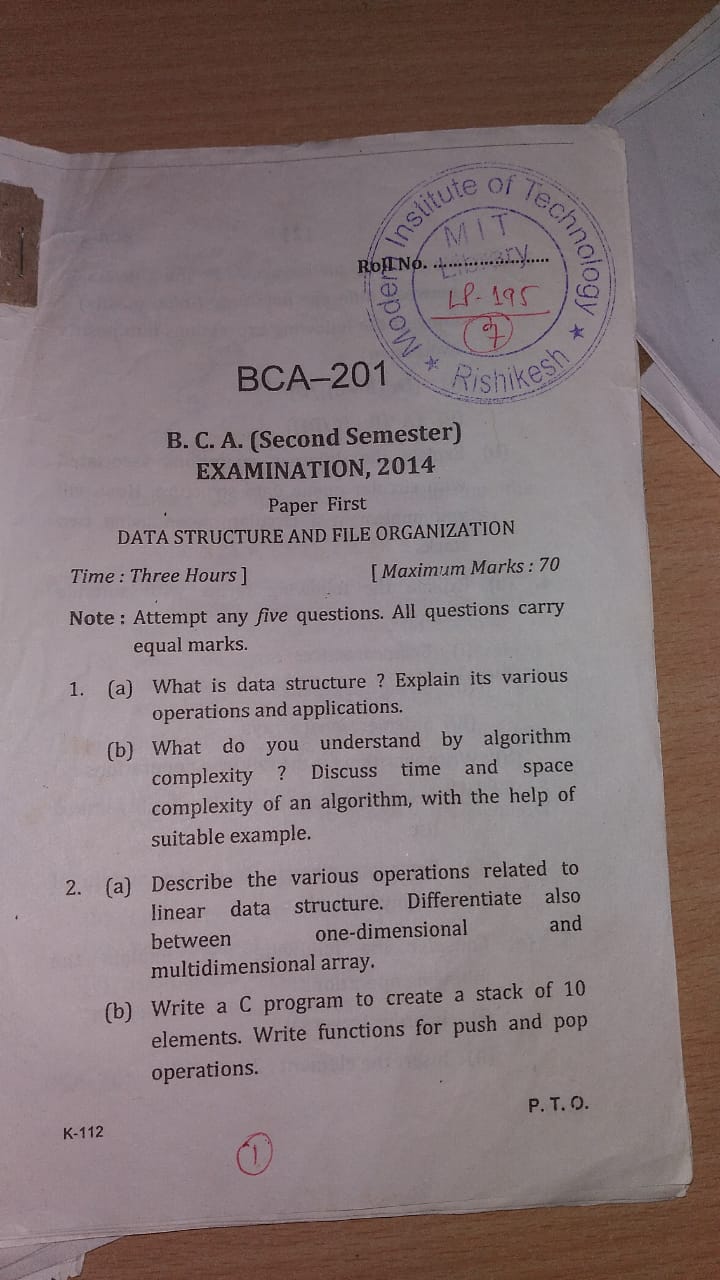 Modern Institute of Technology
MIT
Library
Roll No. ..........................
LP-195
7
★ Rishikesh ★
BCA–201
B. C. A. (Second Semester)
EXAMINATION, 2014
Paper First
DATA STRUCTURE AND FILE ORGANIZATION
Time : Three Hours ] [ Maximum Marks : 70
Note : Attempt any five questions. All questions carry
equal marks.
1. (a) What is data structure ? Explain its various
operations and applications.
(b) What do you understand by algorithm
complexity ? Discuss time and space
complexity of an algorithm, with the help of
suitable example.
2. (a) Describe the various operations related to
linear data structure. Differentiate also
between one-dimensional and
multidimensional array.
(b) Write a C program to create a stack of 10
elements. Write functions for push and pop
operations.
P. T. O.
K-112
1